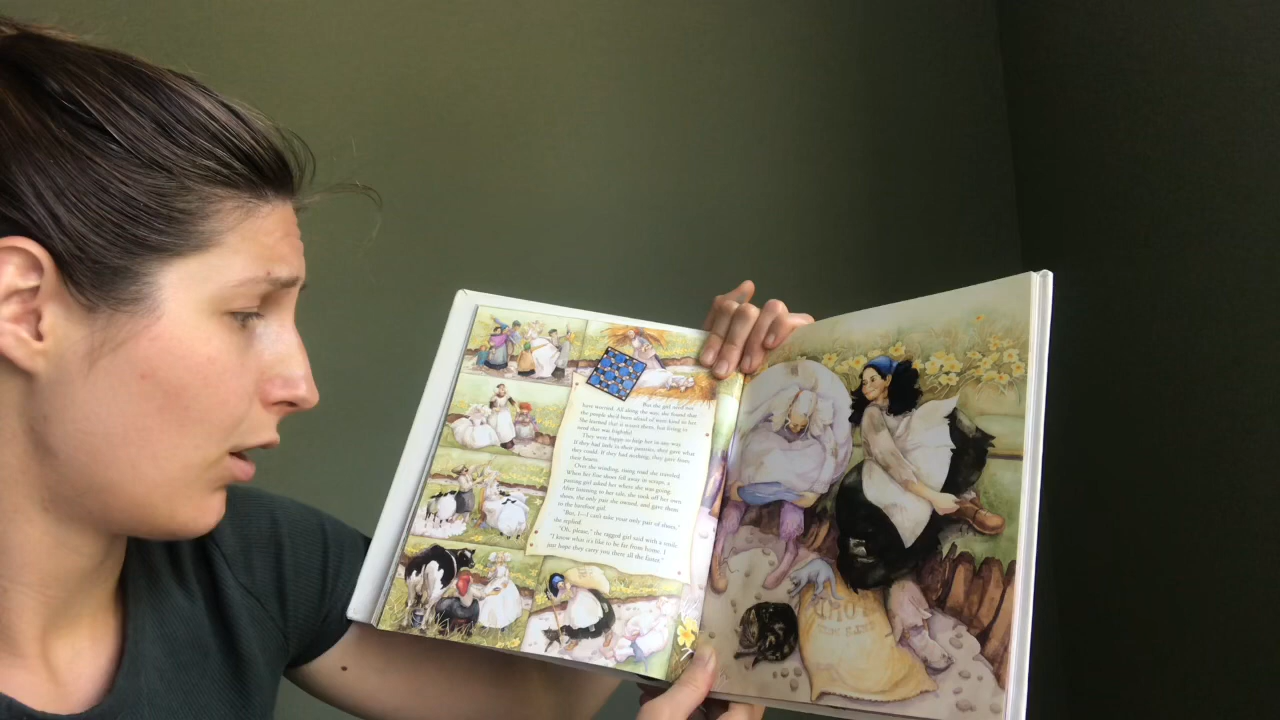 But the girl need not
have worried. All along the way, she found that
the people she'd been afraid of were kind to her.
She learned that it wasn't them, but living in
need that was frightful.
They were happy to help her in any way.
If they had little in their pantries, they gave what
they could. If they had nothing, they gave from
their hearts.
Over the winding, rising road she traveled.
When her fine shoes fell away in scraps, a
passing girl asked her where she was going.
After listening to her tale, she took off her own
shoes, the only pair she owned, and gave them
to the barefoot girl.
"But, I—I can't take your only pair of shoes,"
she replied.
"Oh, please," the ragged girl said with a smile.
"I know what it's like to be far from home. I
just hope they carry you there all the faster."